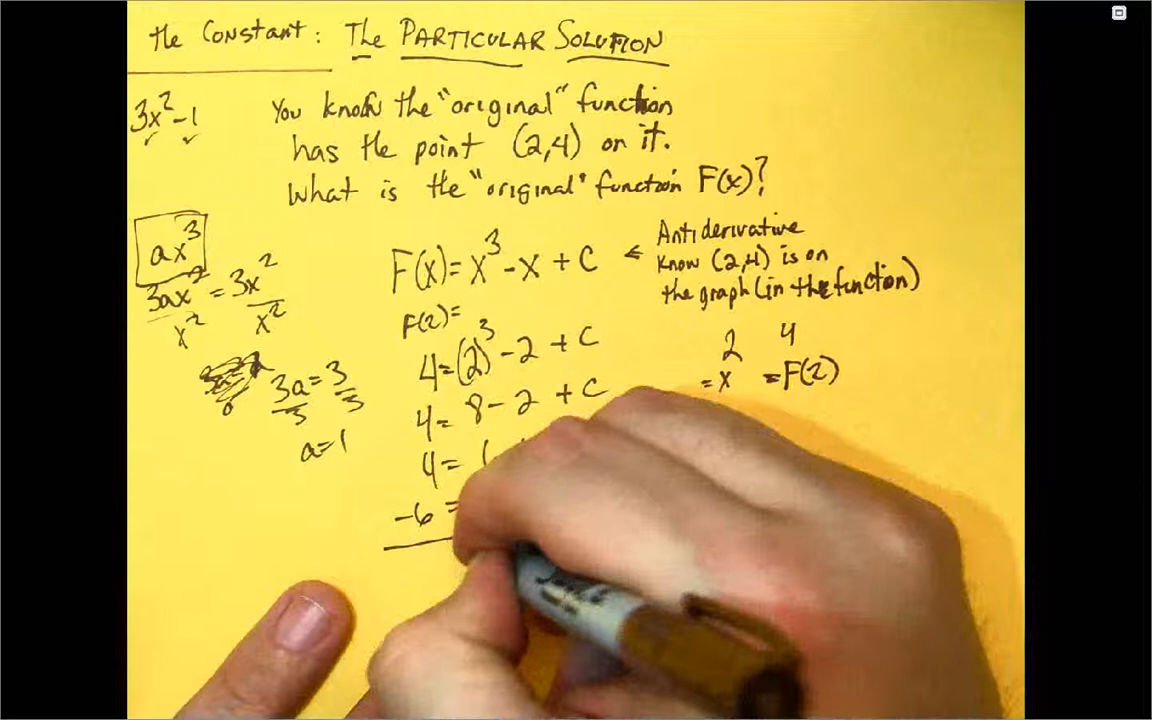 the Constant: The PARTICULAR SOLUTION
3x²-1
You know the "original" function
has the point (2,4) on it.
What is the "original" function F(x)?
ax³
3ax² = 3x²
x² x²
3a = 3
3 3
a=1
F(x)= x³ - x + C
← Antiderivative
know (2,4) is on
the graph (in the function)
F(2)=
4=(2)³ - 2 + C
4= 8 - 2 + C
4=
-6 =
2 4
=x =F(2)